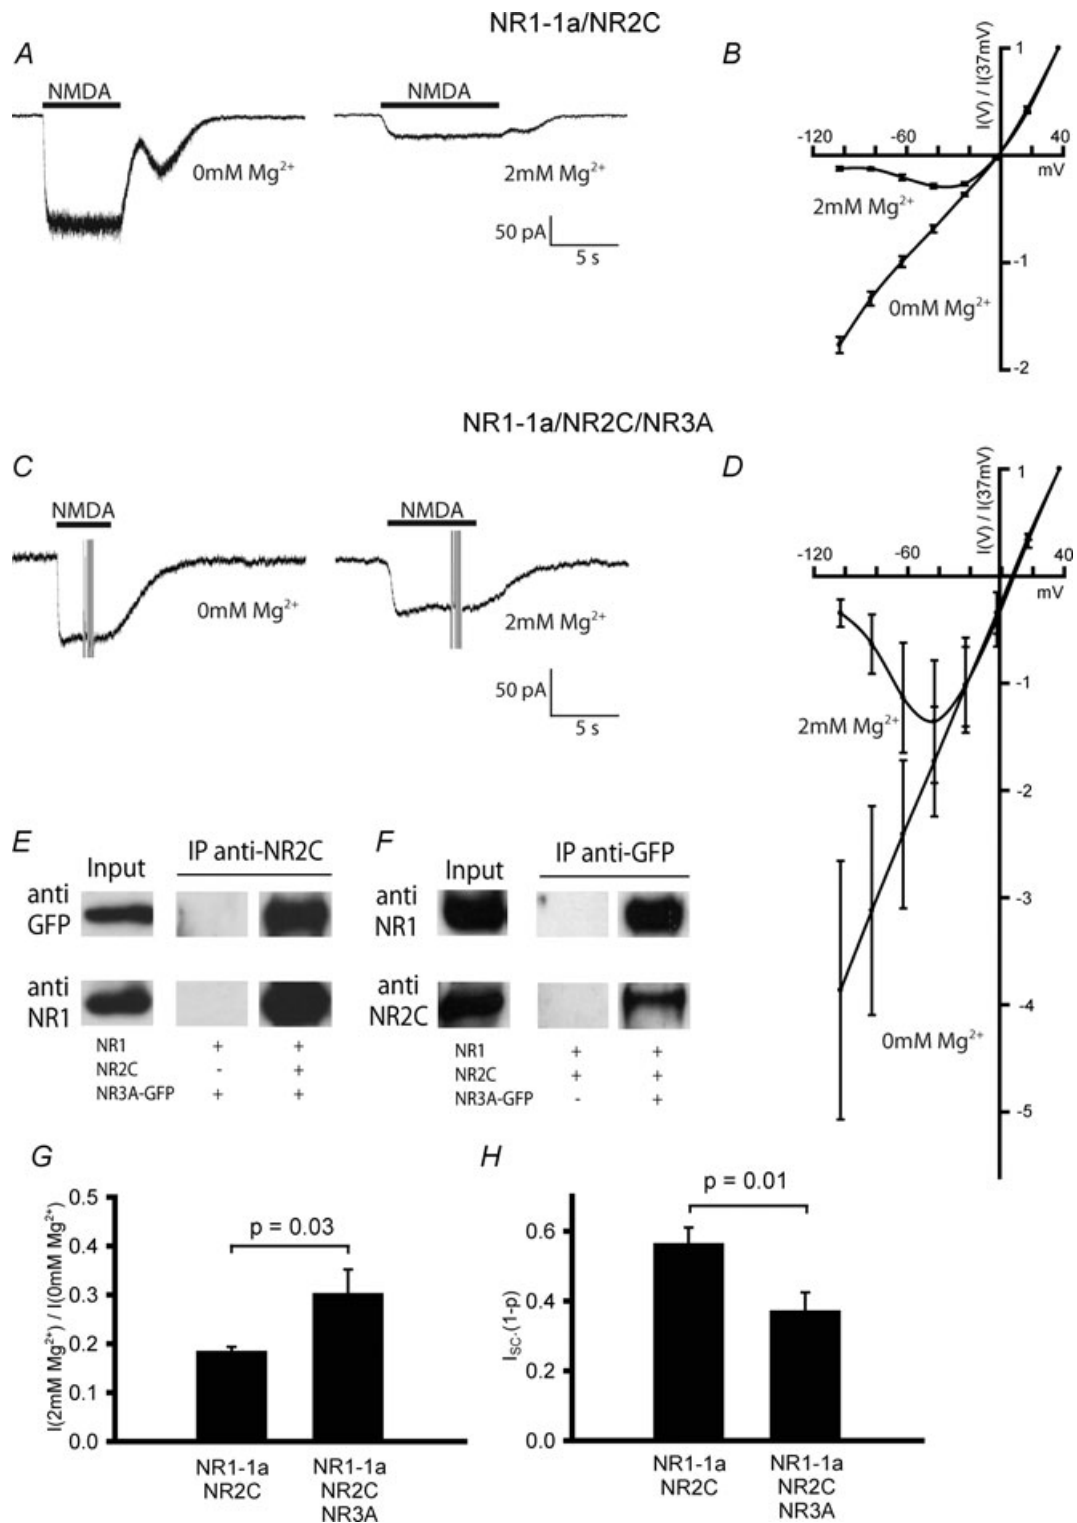 NR1-1a/NR2C
A
NMDA
0mM Mg²⁺
NMDA
2mM Mg²⁺
50 pA
5 s
B
I(V) / I(37mV)
1
-120
-60
40
mV
2mM Mg²⁺
-1
0mM Mg²⁺
-2
NR1-1a/NR2C/NR3A
C
NMDA
0mM Mg²⁺
NMDA
2mM Mg²⁺
50 pA
5 s
D
I(V) / I(37mV)
1
-120
-60
40
mV
-1
2mM Mg²⁺
-2
-3
-4
0mM Mg²⁺
-5
E
Input
IP anti-NR2C
anti
GFP
anti
NR1
NR1 + +
NR2C - +
NR3A-GFP + +
F
Input
IP anti-GFP
anti
NR1
anti
NR2C
NR1 + +
NR2C + +
NR3A-GFP - +
G
I(2mM Mg²⁺) / I(0mM Mg²⁺)
0.5
0.4
0.3
0.2
0.1
0.0
p = 0.03
NR1-1a
NR2C
NR1-1a
NR2C
NR3A
H
I_SC.(1-p)
0.6
0.4
0.2
0.0
p = 0.01
NR1-1a
NR2C
NR1-1a
NR2C
NR3A